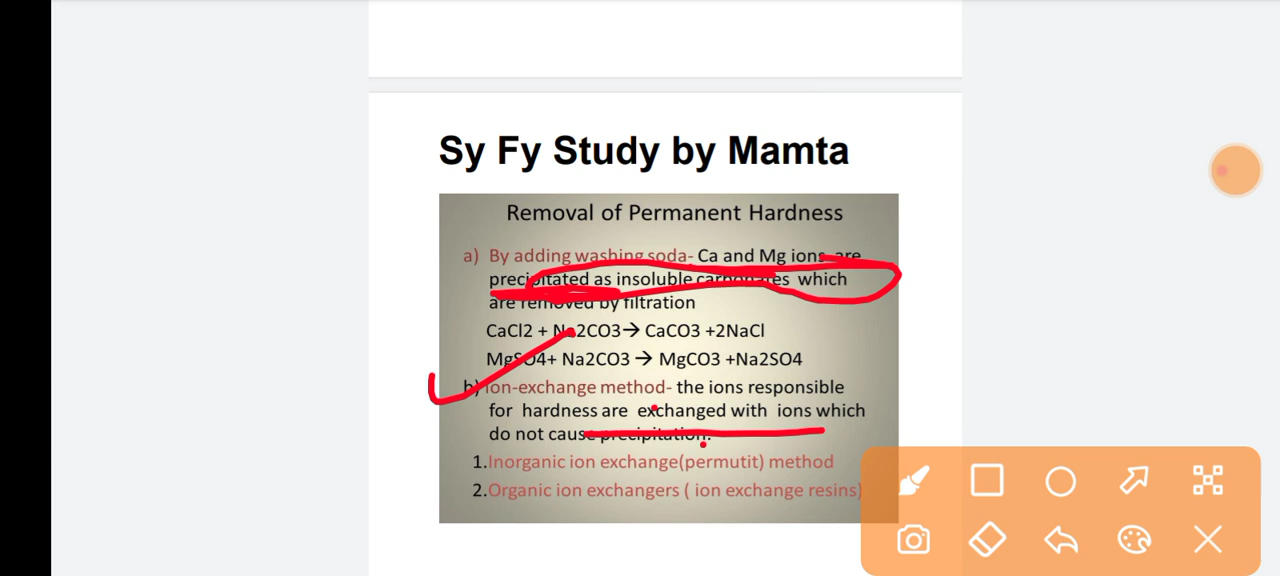 Sy Fy Study by Mamta
Removal of Permanent Hardness
a) By adding washing soda- Ca and Mg ions are
precipitated as insoluble carbonates which
are removed by filtration
CaCl2 + Na2CO3→ CaCO3 +2NaCl
MgSO4+ Na2CO3 → MgCO3 +Na2SO4
b) Ion-exchange method- the ions responsible
for hardness are exchanged with ions which
do not cause precipitation.
1.Inorganic ion exchange(permutit) method
2.Organic ion exchangers ( ion exchange resins)